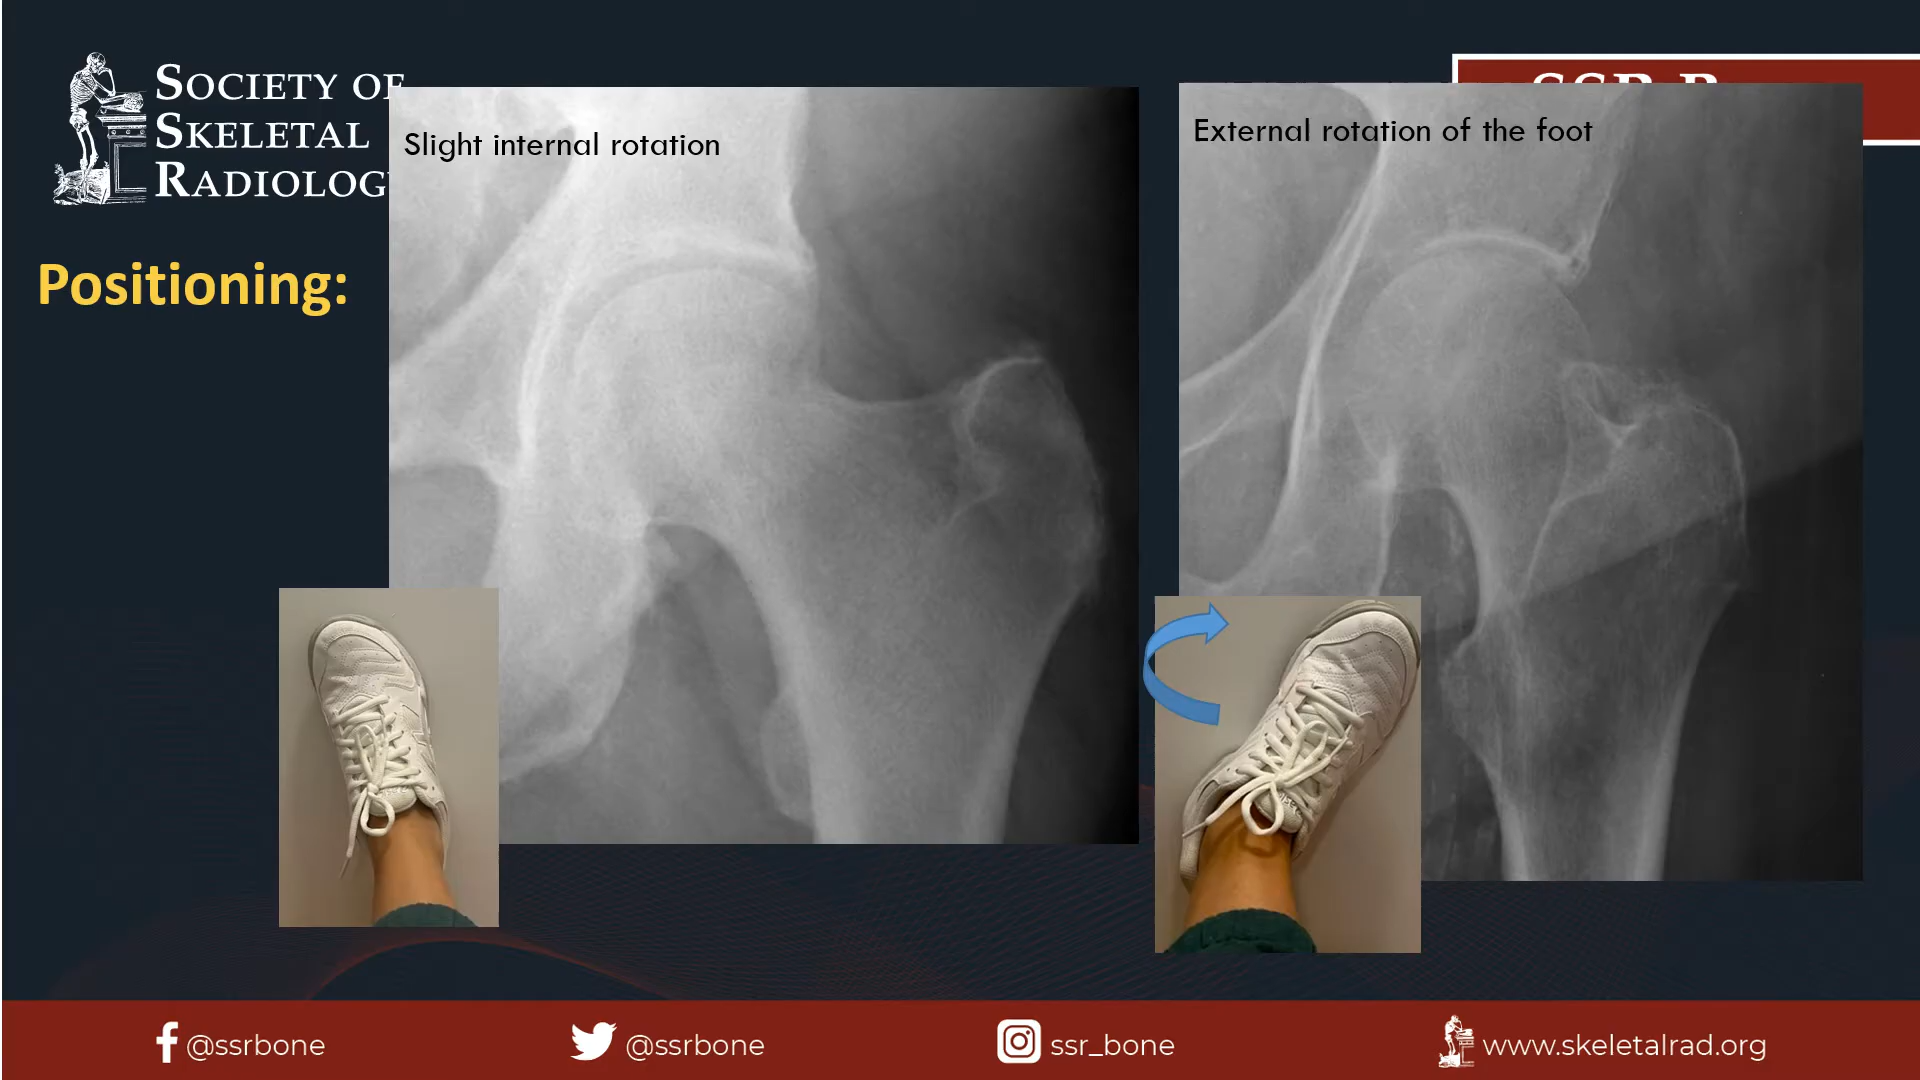 SOCIETY OF
SKELETAL
RADIOLOG
Slight internal rotation
External rotation of the foot
Positioning:
@ssrbone
@ssrbone
ssr_bone
www.skeletalrad.org